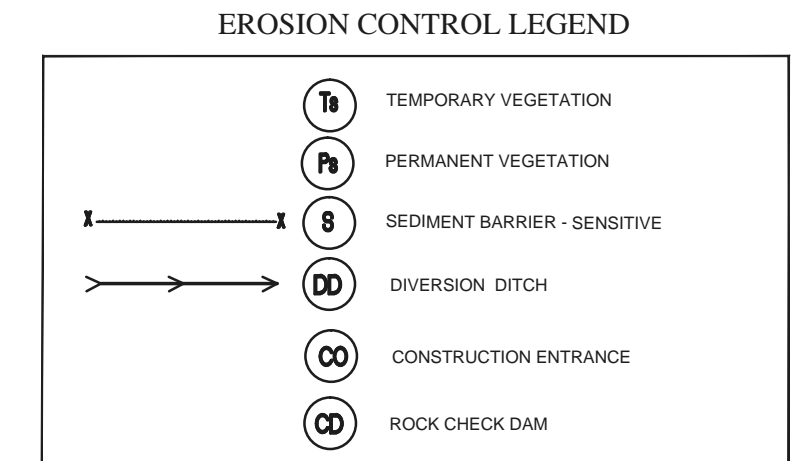 EROSION CONTROL LEGEND
Ts TEMPORARY VEGETATION
Ps PERMANENT VEGETATION
X X S SEDIMENT BARRIER - SENSITIVE
DD DIVERSION DITCH
CO CONSTRUCTION ENTRANCE
CD ROCK CHECK DAM